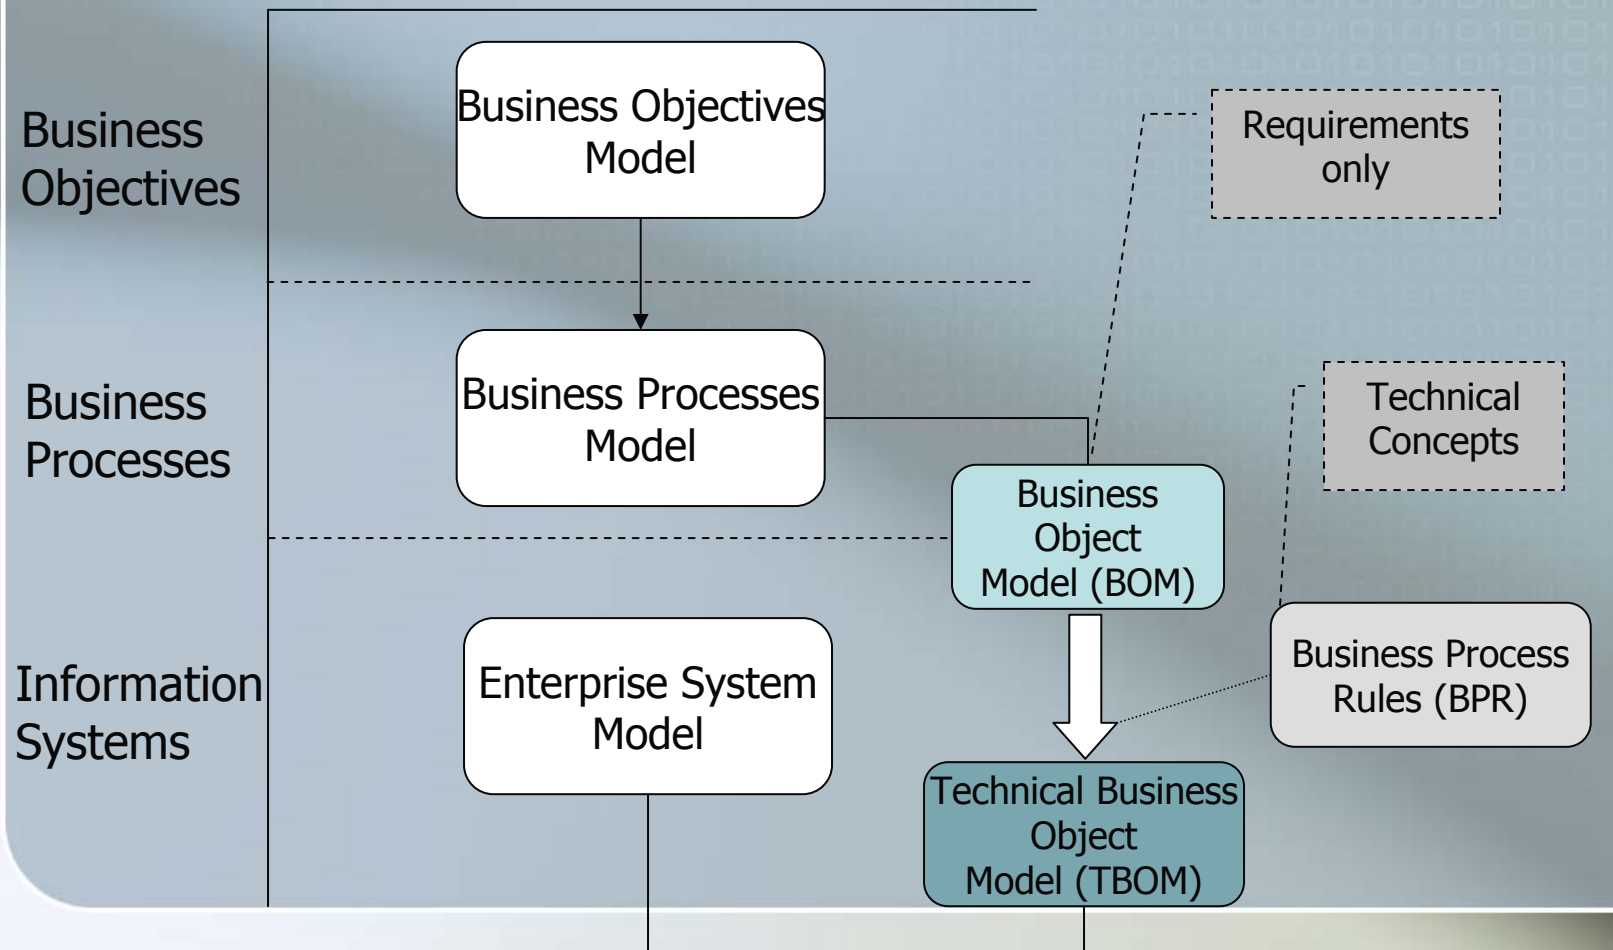 Business
Objectives
Business Objectives
Model
Requirements
only
Business
Processes
Business Processes
Model
Technical
Concepts
Business
Object
Model (BOM)
Information
Systems
Enterprise System
Model
Business Process
Rules (BPR)
Technical Business
Object
Model (TBOM)